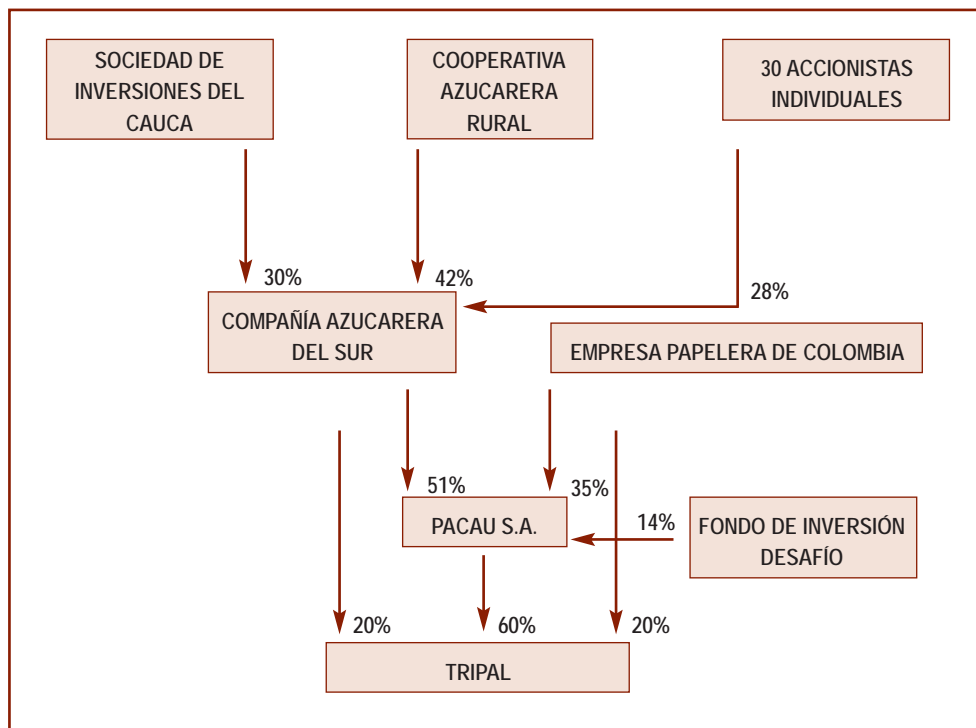 SOCIEDAD DE
INVERSIONES DEL
CAUCA
COOPERATIVA
AZUCARERA
RURAL
30 ACCIONISTAS
INDIVIDUALES
30%
42%
28%
COMPAÑÍA AZUCARERA
DEL SUR
EMPRESA PAPELERA DE COLOMBIA
51%
35%
PACAU S.A.
14%
FONDO DE INVERSIÓN
DESAFÍO
20%
60%
20%
TRIPAL